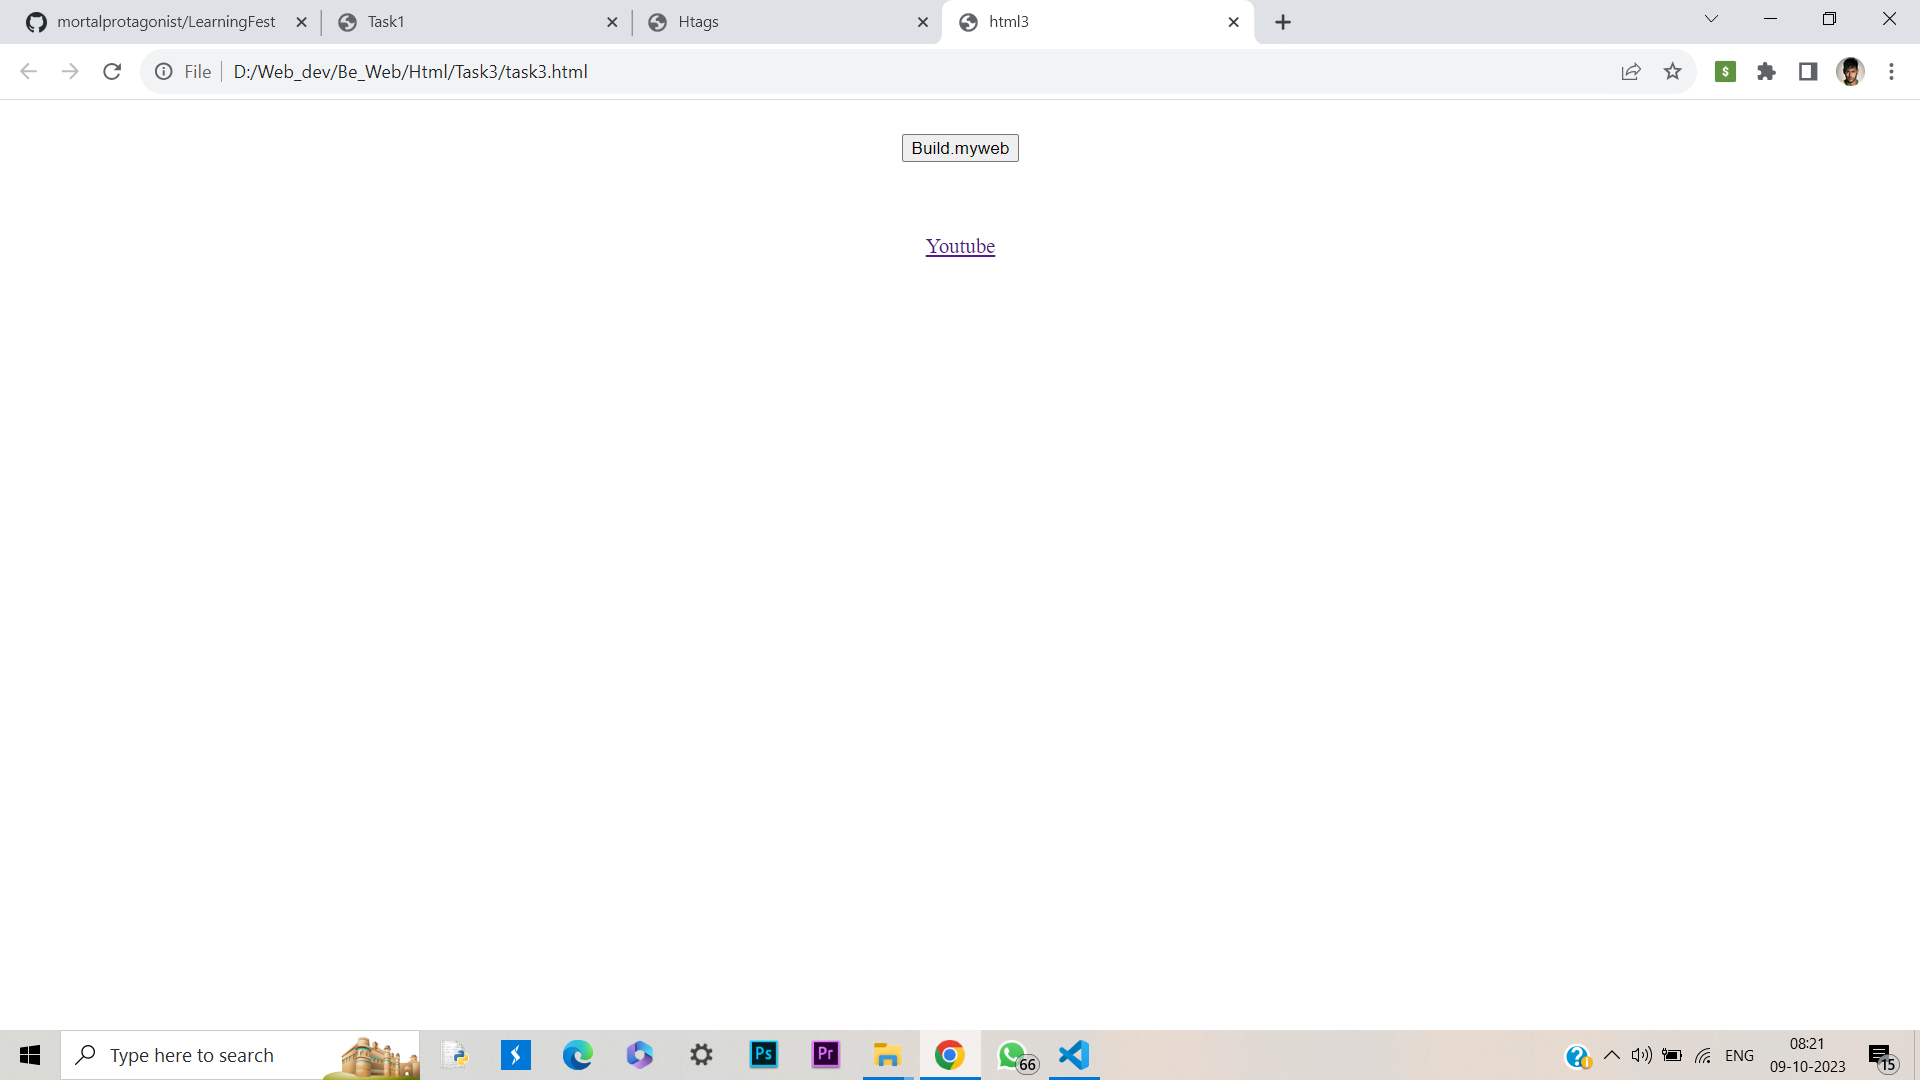 mortalprotagonist/LearningFest
Task1
Htags
html3
File
D:/Web_dev/Be_Web/Html/Task3/task3.html
$
Build.myweb
Youtube
Type here to search
Ps
Pr
66
ENG
08:21
09-10-2023
15